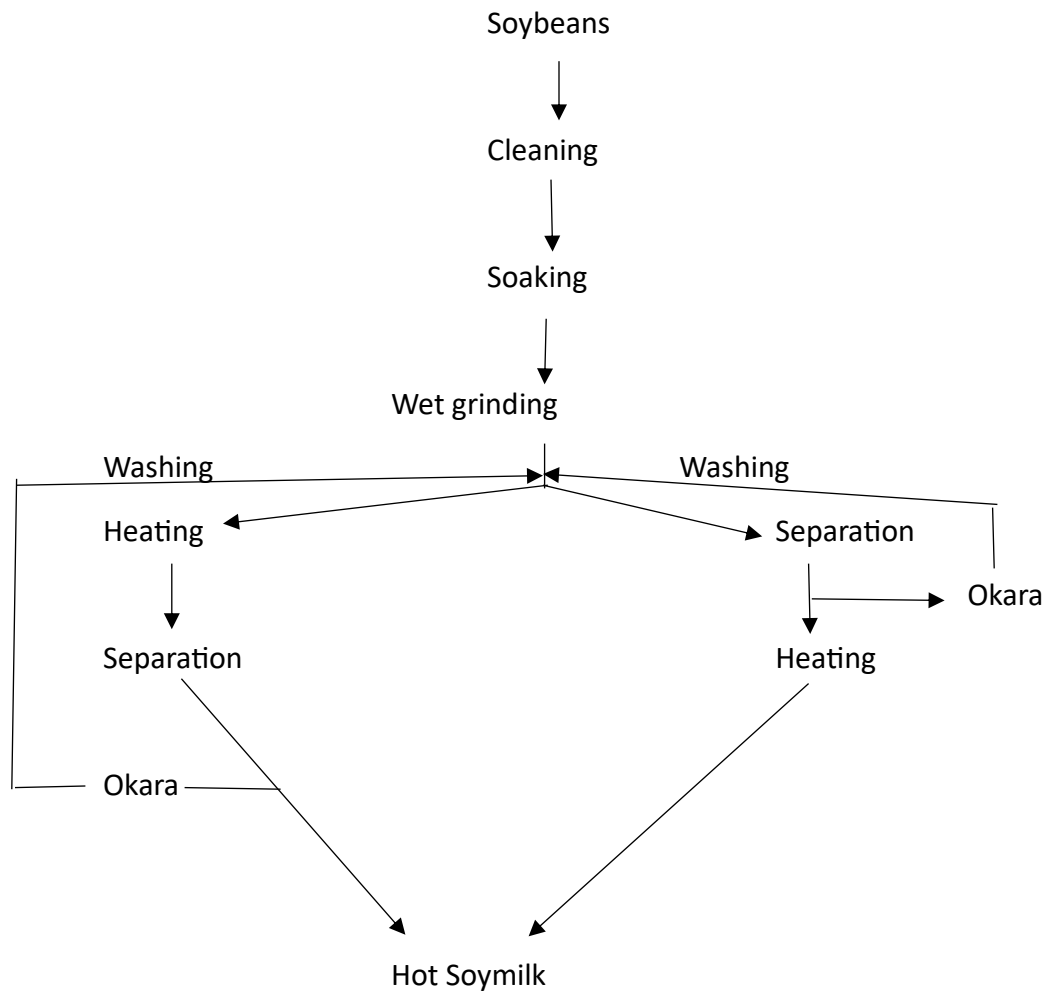 Soybeans
Cleaning
Soaking
Wet grinding
Washing
Washing
Heating
Separation
Okara
Separation
Heating
Okara
Hot Soymilk